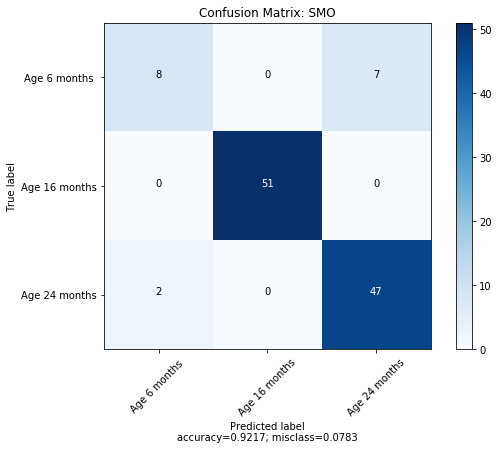 Confusion Matrix: SMO
True label
Age 6 months
8
0
7
Age 16 months
0
51
0
Age 24 months
2
0
47
Age 6 months
Age 16 months
Age 24 months
Predicted label
accuracy=0.9217; misclass=0.0783
50
40
30
20
10
0